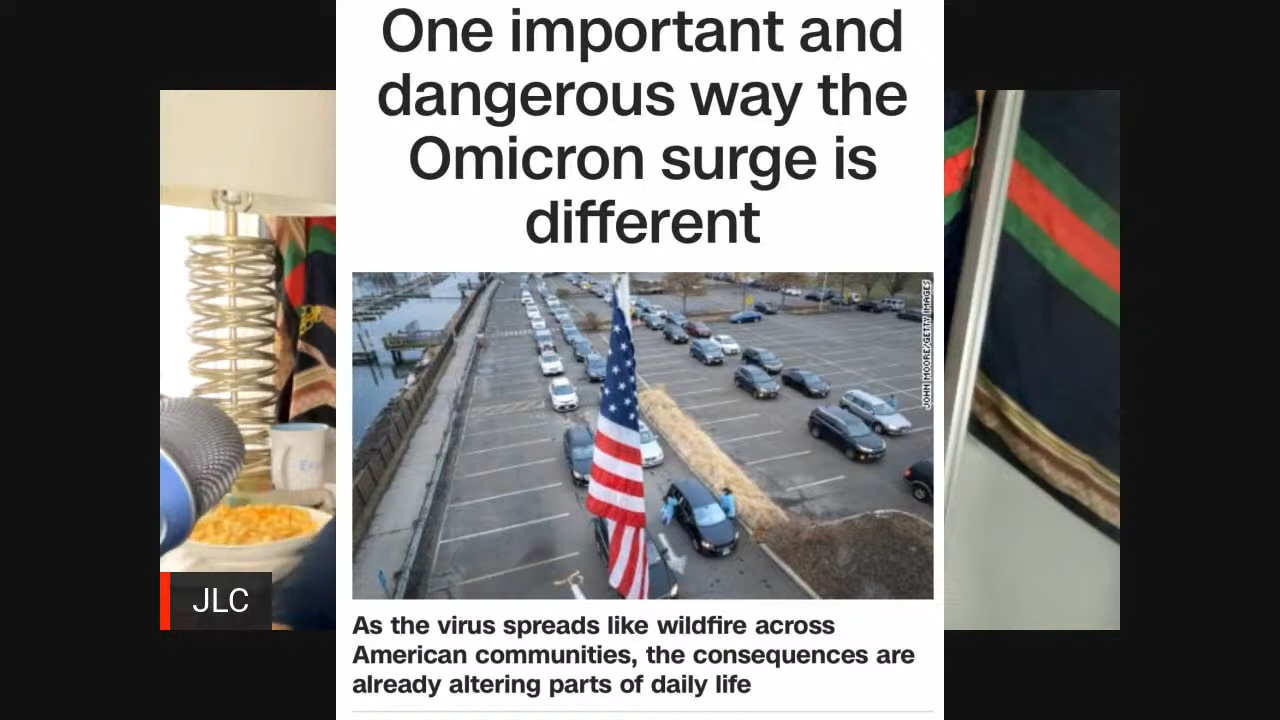 One important and
dangerous way the
Omicron surge is
different
JOHN MOORE/GETTY IMAGES
As the virus spreads like wildfire across
American communities, the consequences are
already altering parts of daily life
JLC